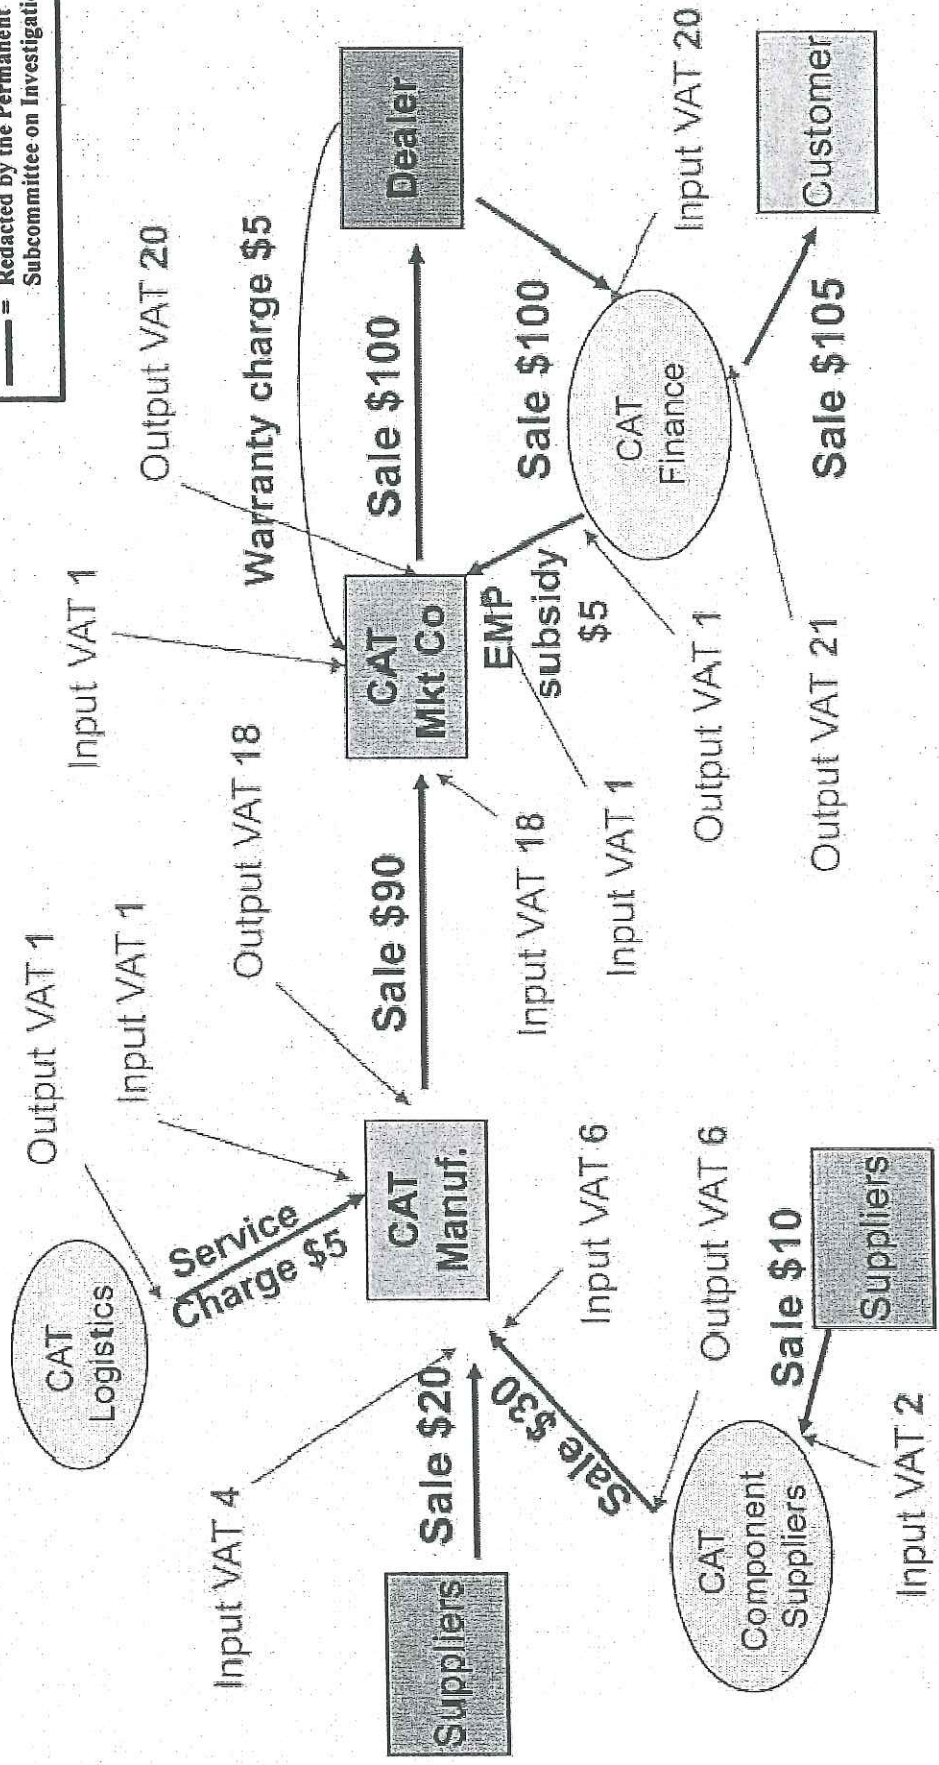 = Redacted by the Permanent
Subcommittee on Investigati
Output VAT 1
Input VAT 1
CAT
Logistics
Service
Charge $5
Input VAT 4
Suppliers
Sale $20
CAT
Manuf.
Sale $30
Input VAT 6
Output VAT 6
CAT
Component
Suppliers
Sale $10
Suppliers
Input VAT 2
Output VAT 18
Sale $90
Input VAT 18
Input VAT 1
CAT
Mkt Co
Output VAT 20
Warranty charge $5
Sale $100
Dealer
EMP
subsidy
$5
Input VAT 1
Output VAT 1
Sale $100
Input VAT 20
CAT
Finance
Output VAT 21
Sale $105
Customer